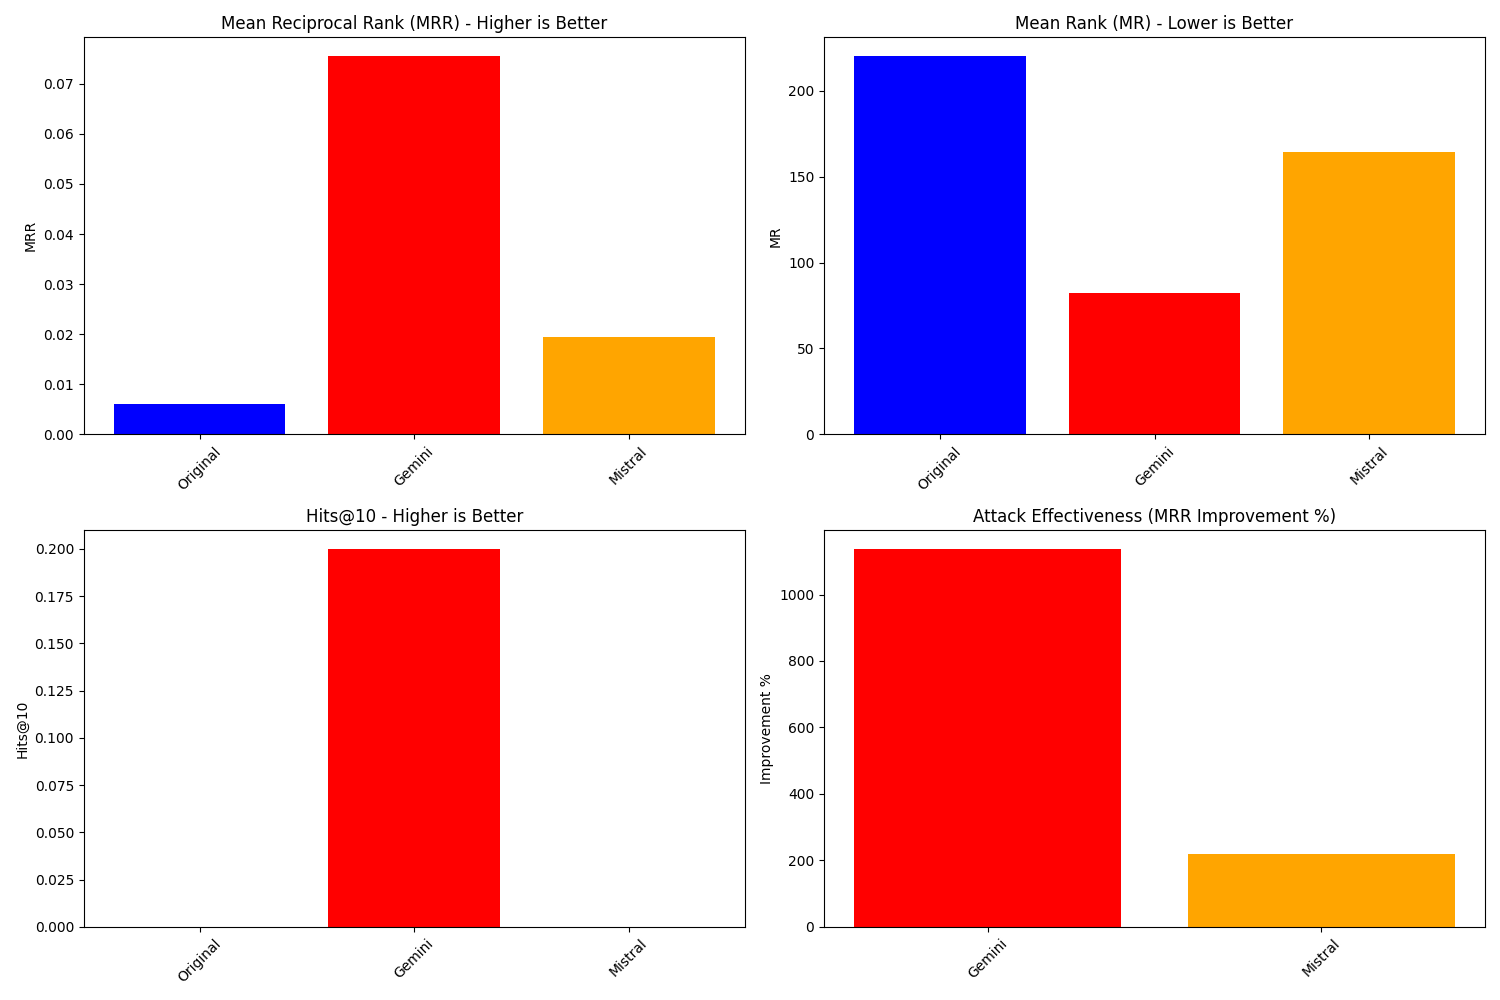 Mean Reciprocal Rank (MRR) - Higher is Better
0.07
0.06
0.05
0.04
0.03
0.02
0.01
0.00
MRR
Original
Gemini
Mistral
Mean Rank (MR) - Lower is Better
200
150
100
50
0
MR
Original
Gemini
Mistral
Hits@10 - Higher is Better
0.200
0.175
0.150
0.125
0.100
0.075
0.050
0.025
0.000
Hits@10
Original
Gemini
Mistral
Attack Effectiveness (MRR Improvement %)
1000
800
600
400
200
0
Improvement %
Gemini
Mistral